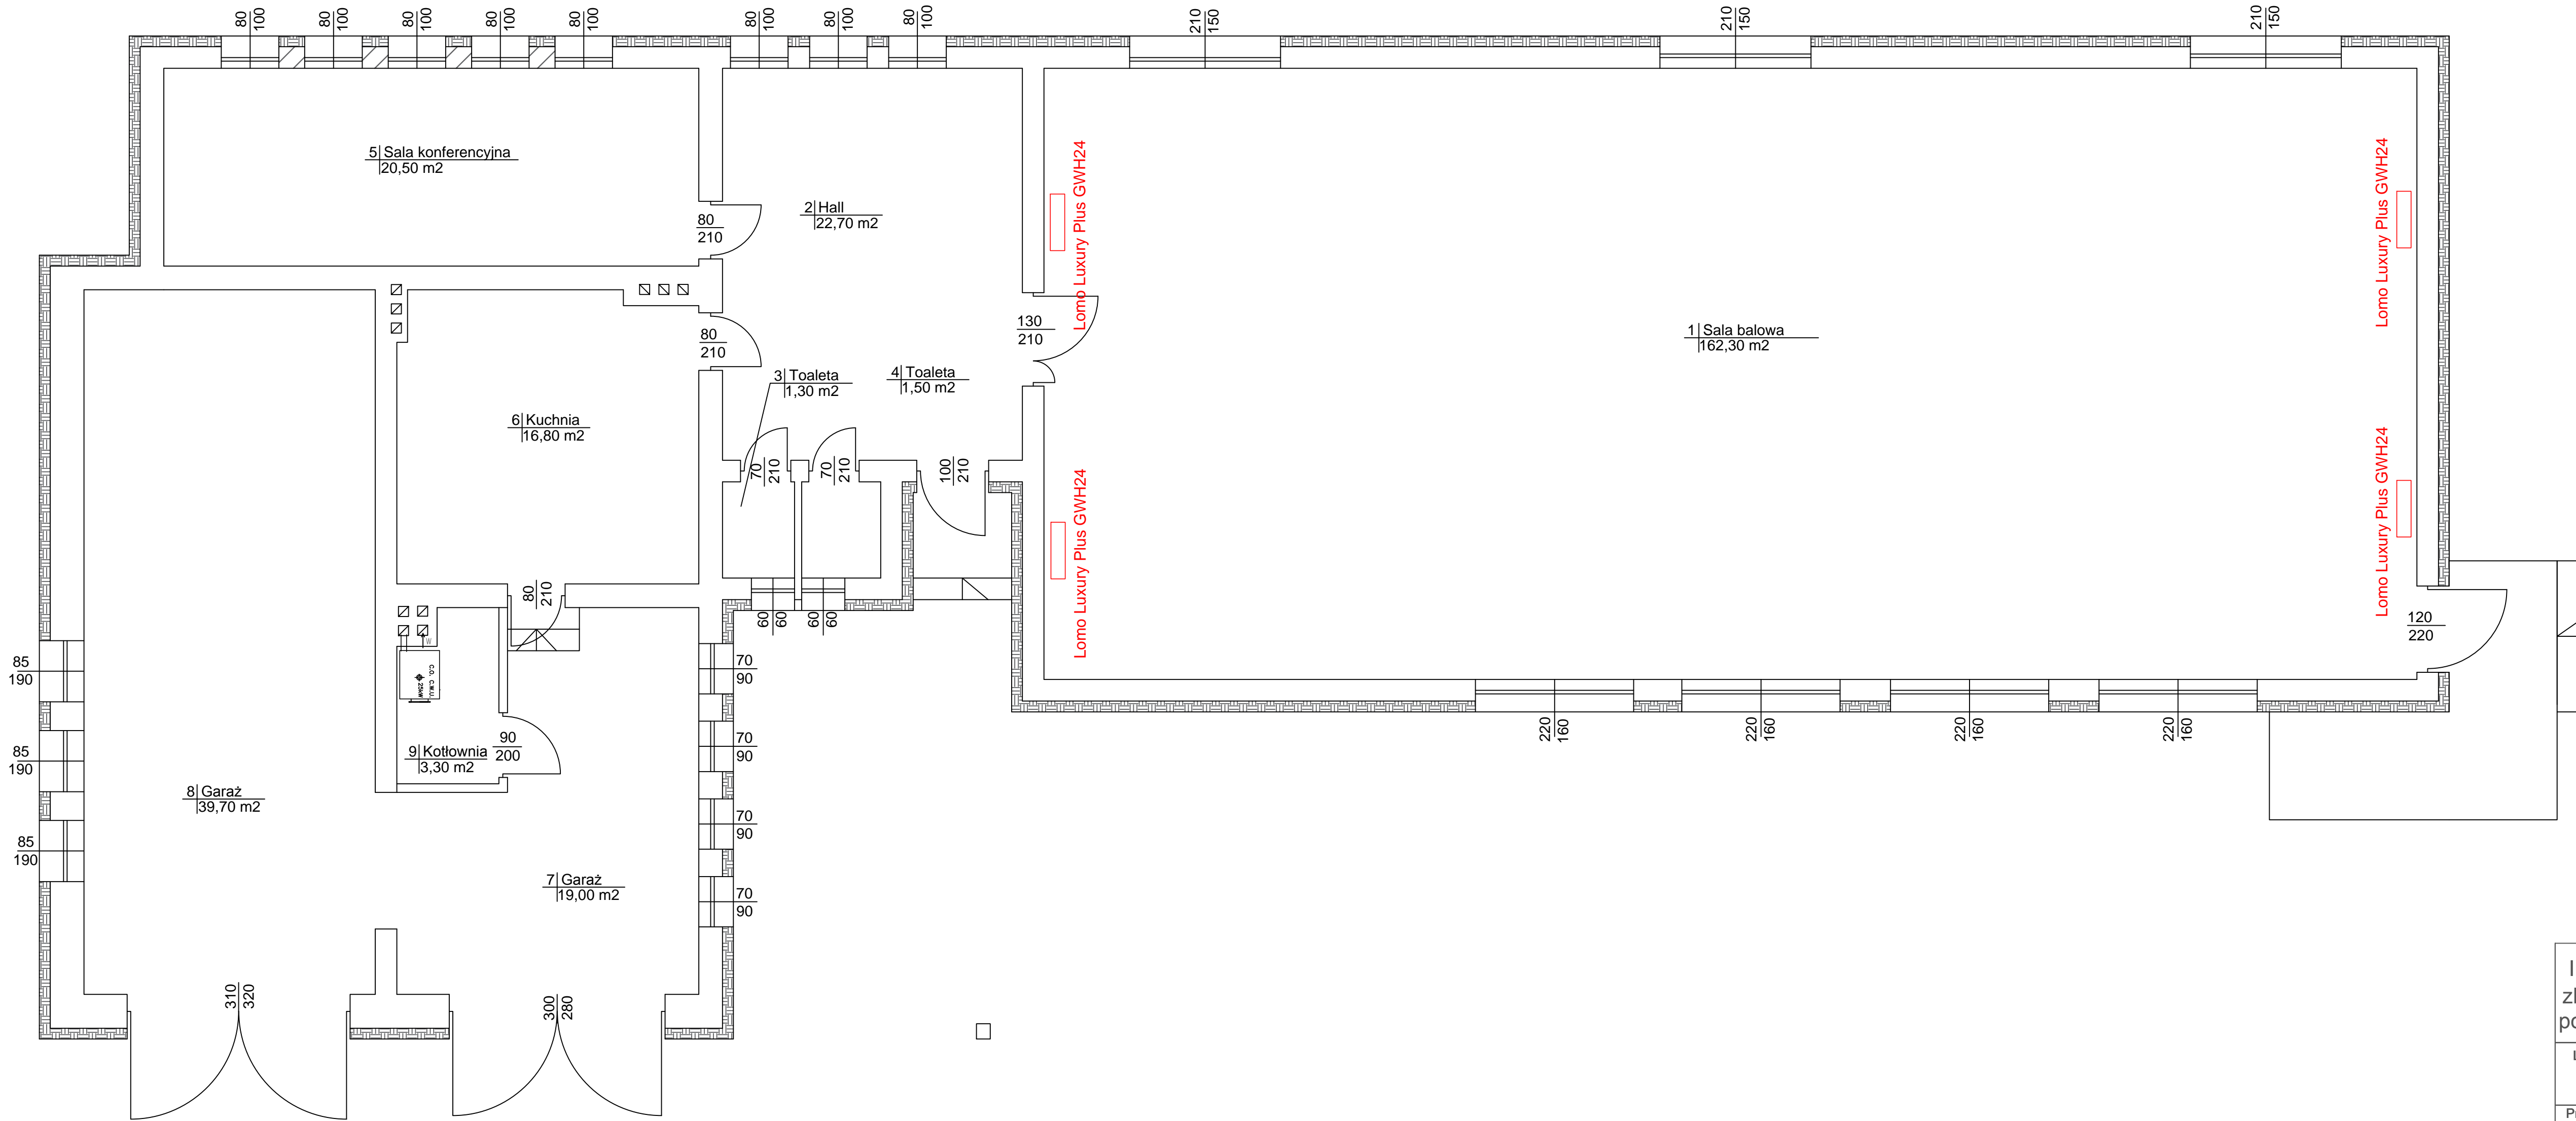 80
100
80
100
80
100
80
100
80
100
80
100
80
100
80
100
210
150
210
150
210
150
5 Sala konferencyjna
20,50 m2
2 Hall
22,70 m2
80
210
Lomo Luxury Plus GWH24
Lomo Luxury Plus GWH24
130
210
1 Sala balowa
162,30 m2
80
210
3 Toaleta
1,30 m2
4 Toaleta
1,50 m2
6 Kuchnia
16,80 m2
70
210
70
210
100
210
Lomo Luxury Plus GWH24
Lomo Luxury Plus GWH24
80
210
60
60
60
60
120
220
W
C.O. C.W.U.
25kW
85
190
85
190
85
190
70
90
70
90
70
90
70
90
220
160
220
160
220
160
220
160
9 Kotłownia
3,30 m2
90
200
8 Garaż
39,70 m2
7 Garaż
19,00 m2
310
320
300
280